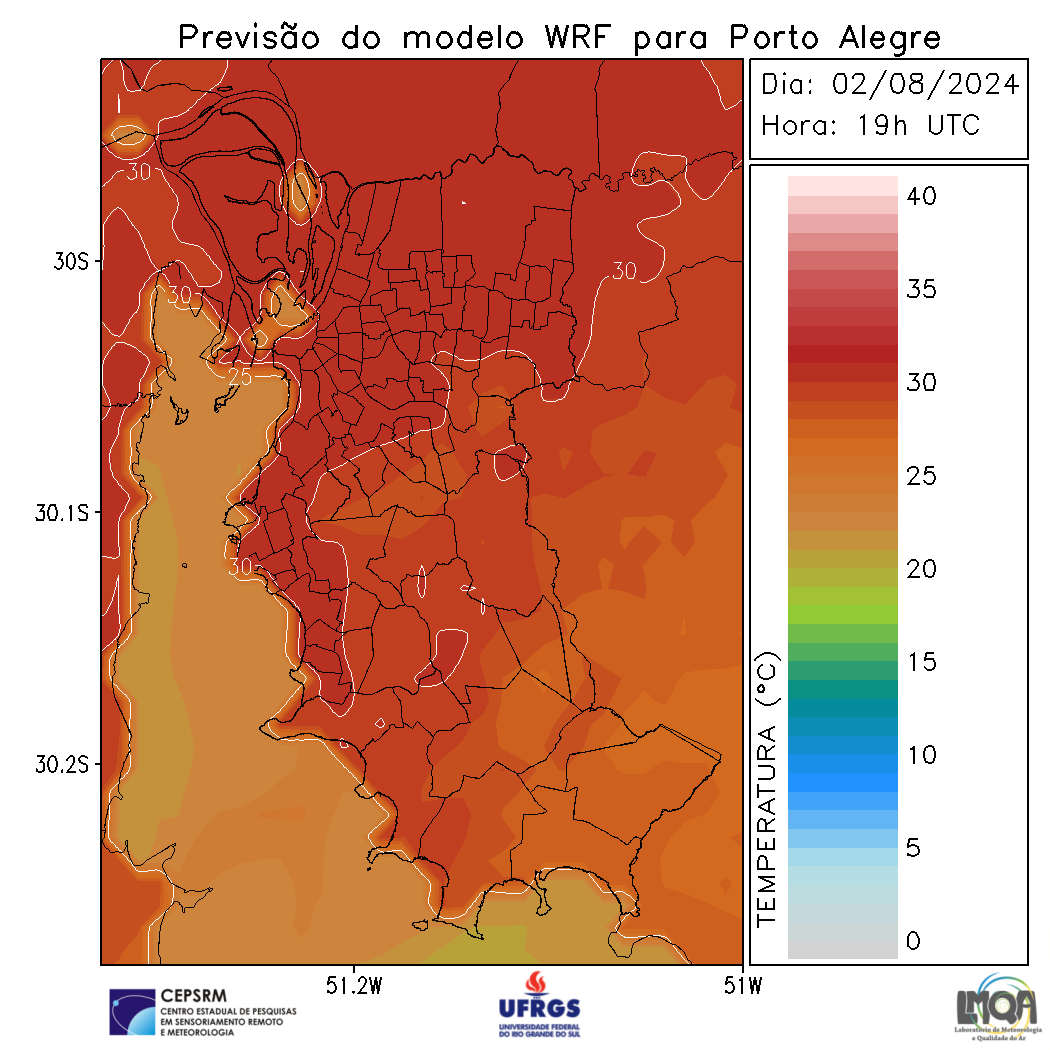 Previsão do modelo WRF para Porto Alegre
Dia: 02/08/2024
Hora: 19h UTC
30
30S
30
30
25
30.1S
30
30.2S
51.2W
51W
40
35
30
25
20
15
10
5
0
TEMPERATURA (°C)
CEPSRM
CENTRO ESTADUAL DE PESQUISAS
EM SENSORIAMENTO REMOTO
E METEOROLOGIA
UFRGS
UNIVERSIDADE FEDERAL
DO RIO GRANDE DO SUL
LMQA
Laboratório de Meteorologia
e Qualidade do Ar